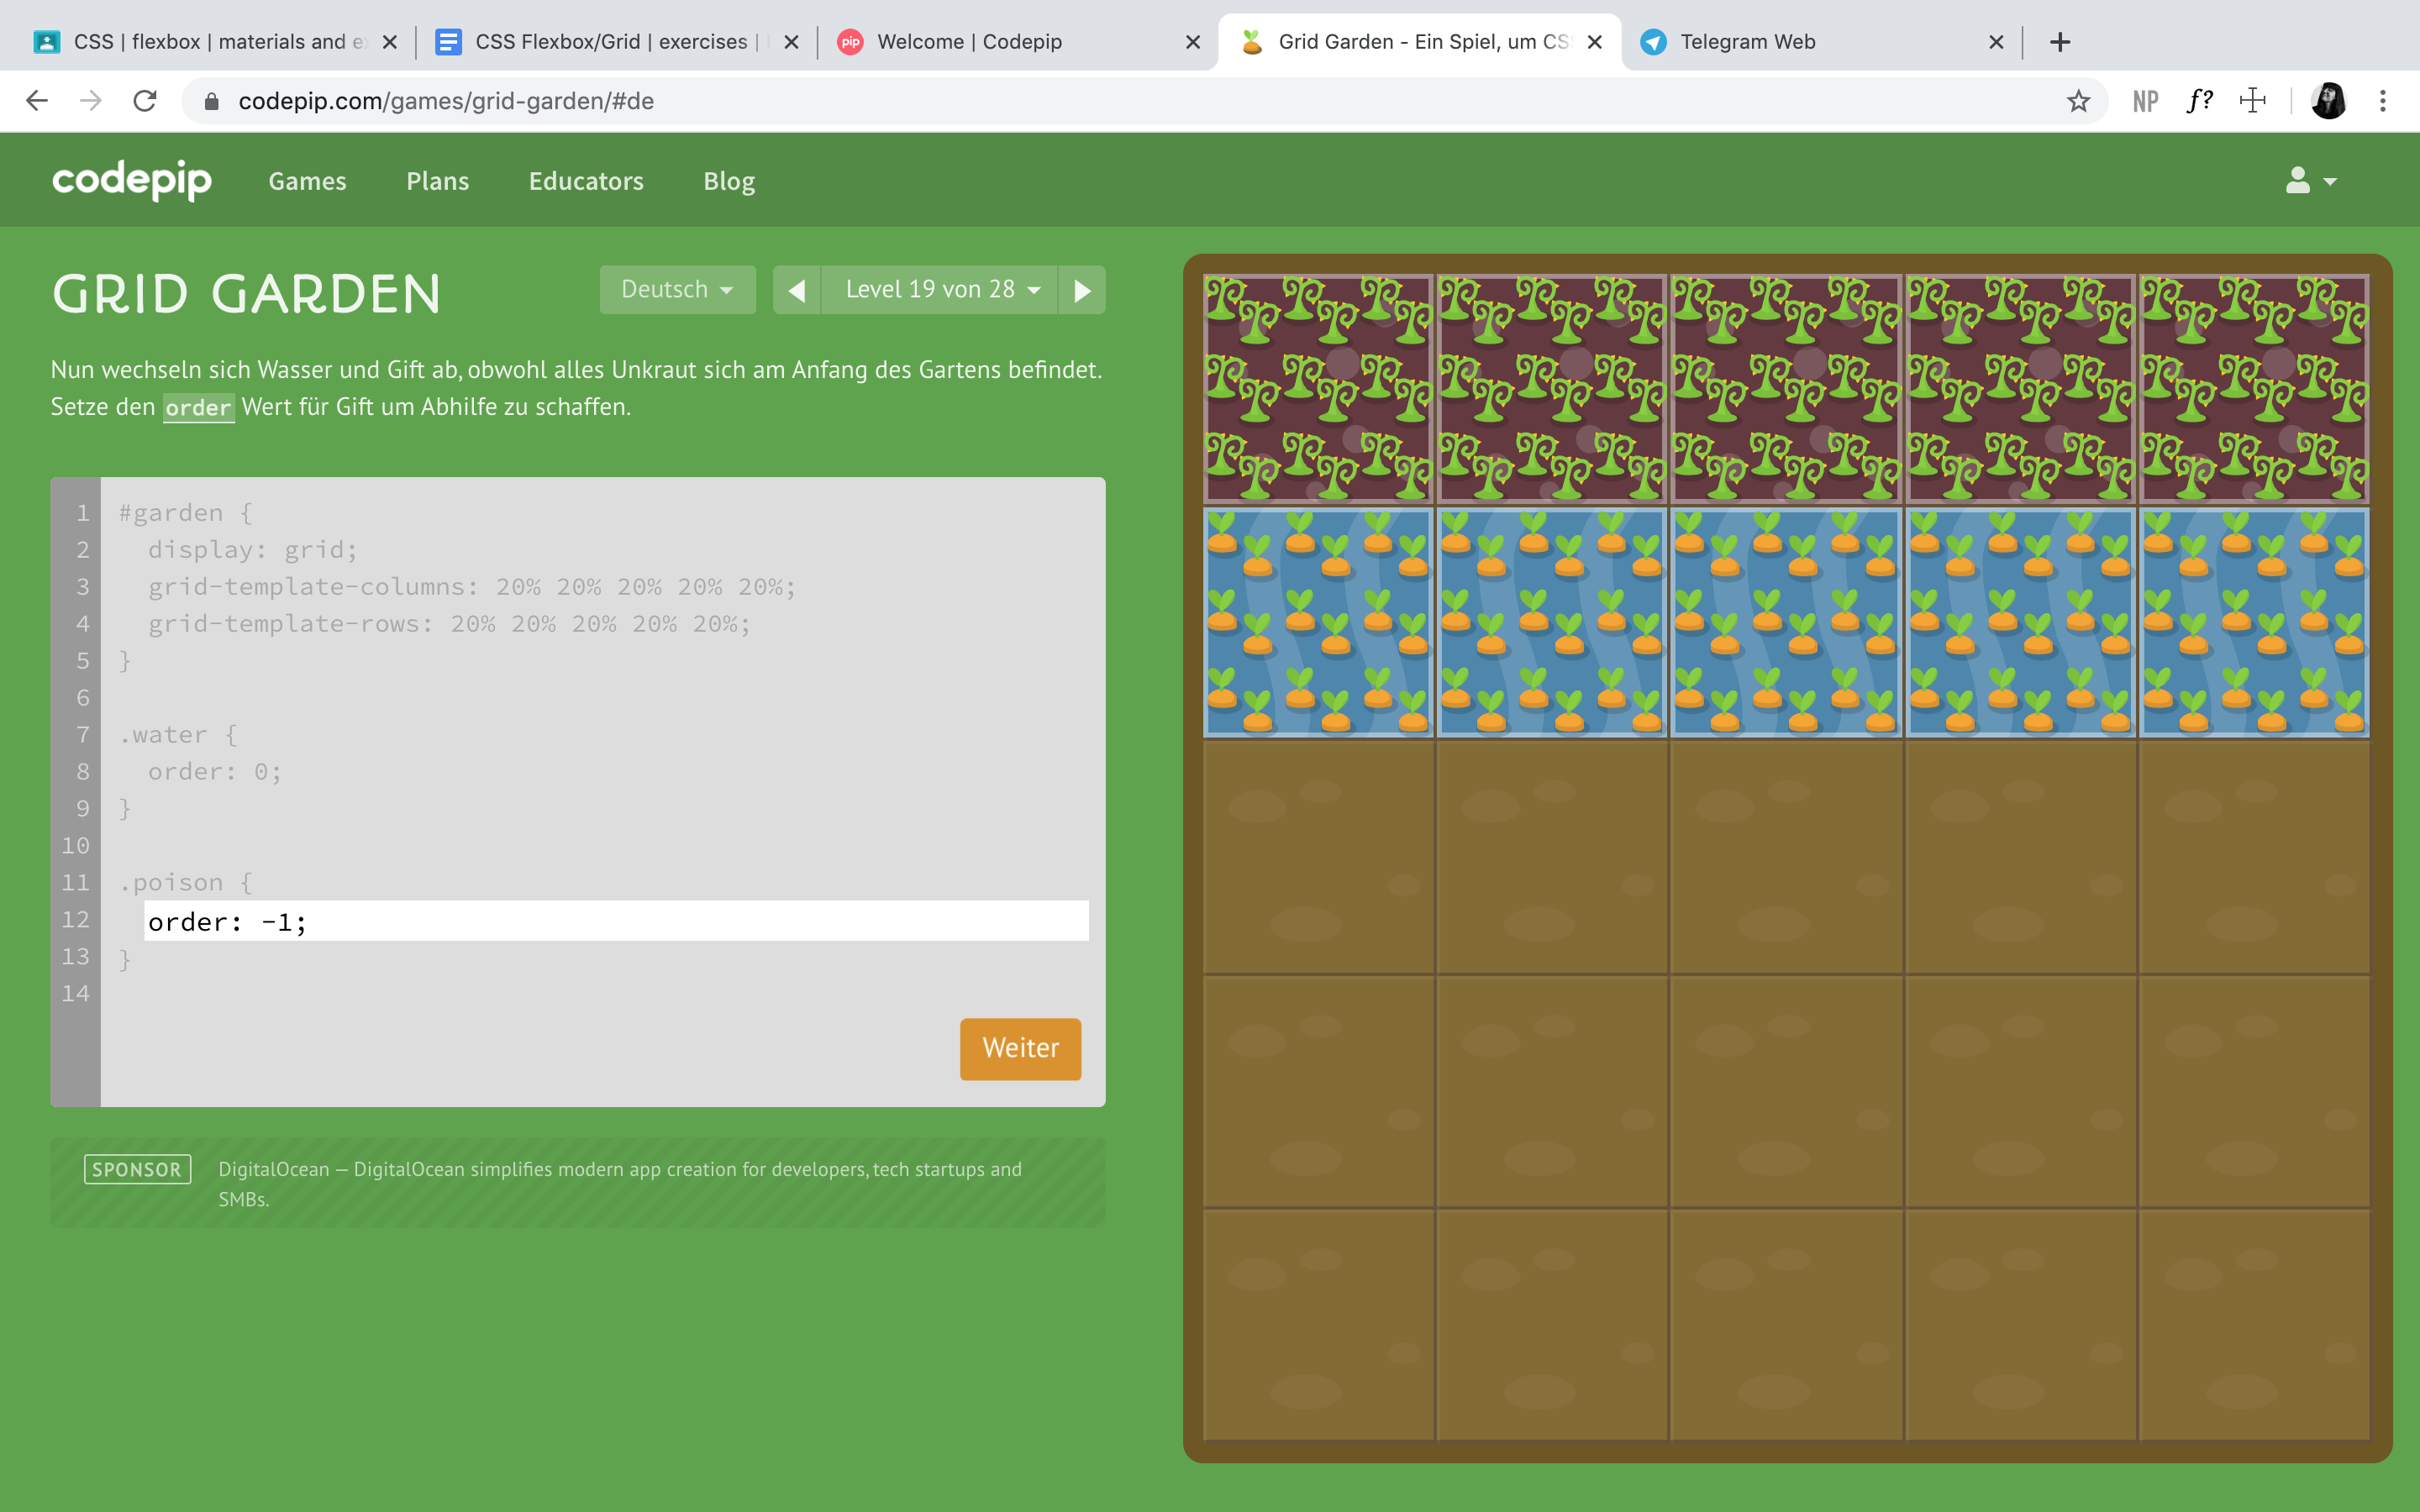 CSS | flexbox | materials and ex
CSS Flexbox/Grid | exercises |
pip
Welcome | Codepip
Grid Garden - Ein Spiel, um CSS
Telegram Web
codepip.com/games/grid-garden/#de
NP
f?
codepip
Games
Plans
Educators
Blog
GRID GARDEN
Deutsch
Level 19 von 28
Nun wechseln sich Wasser und Gift ab, obwohl alles Unkraut sich am Anfang des Gartens befindet.
Setze den order Wert für Gift um Abhilfe zu schaffen.
1 #garden {
2 display: grid;
3 grid-template-columns: 20% 20% 20% 20% 20%;
4 grid-template-rows: 20% 20% 20% 20% 20%;
5 }
6
7 .water {
8 order: 0;
9 }
10
11 .poison {
12 order: -1;
13 }
14
Weiter
SPONSOR
DigitalOcean — DigitalOcean simplifies modern app creation for developers, tech startups and
SMBs.